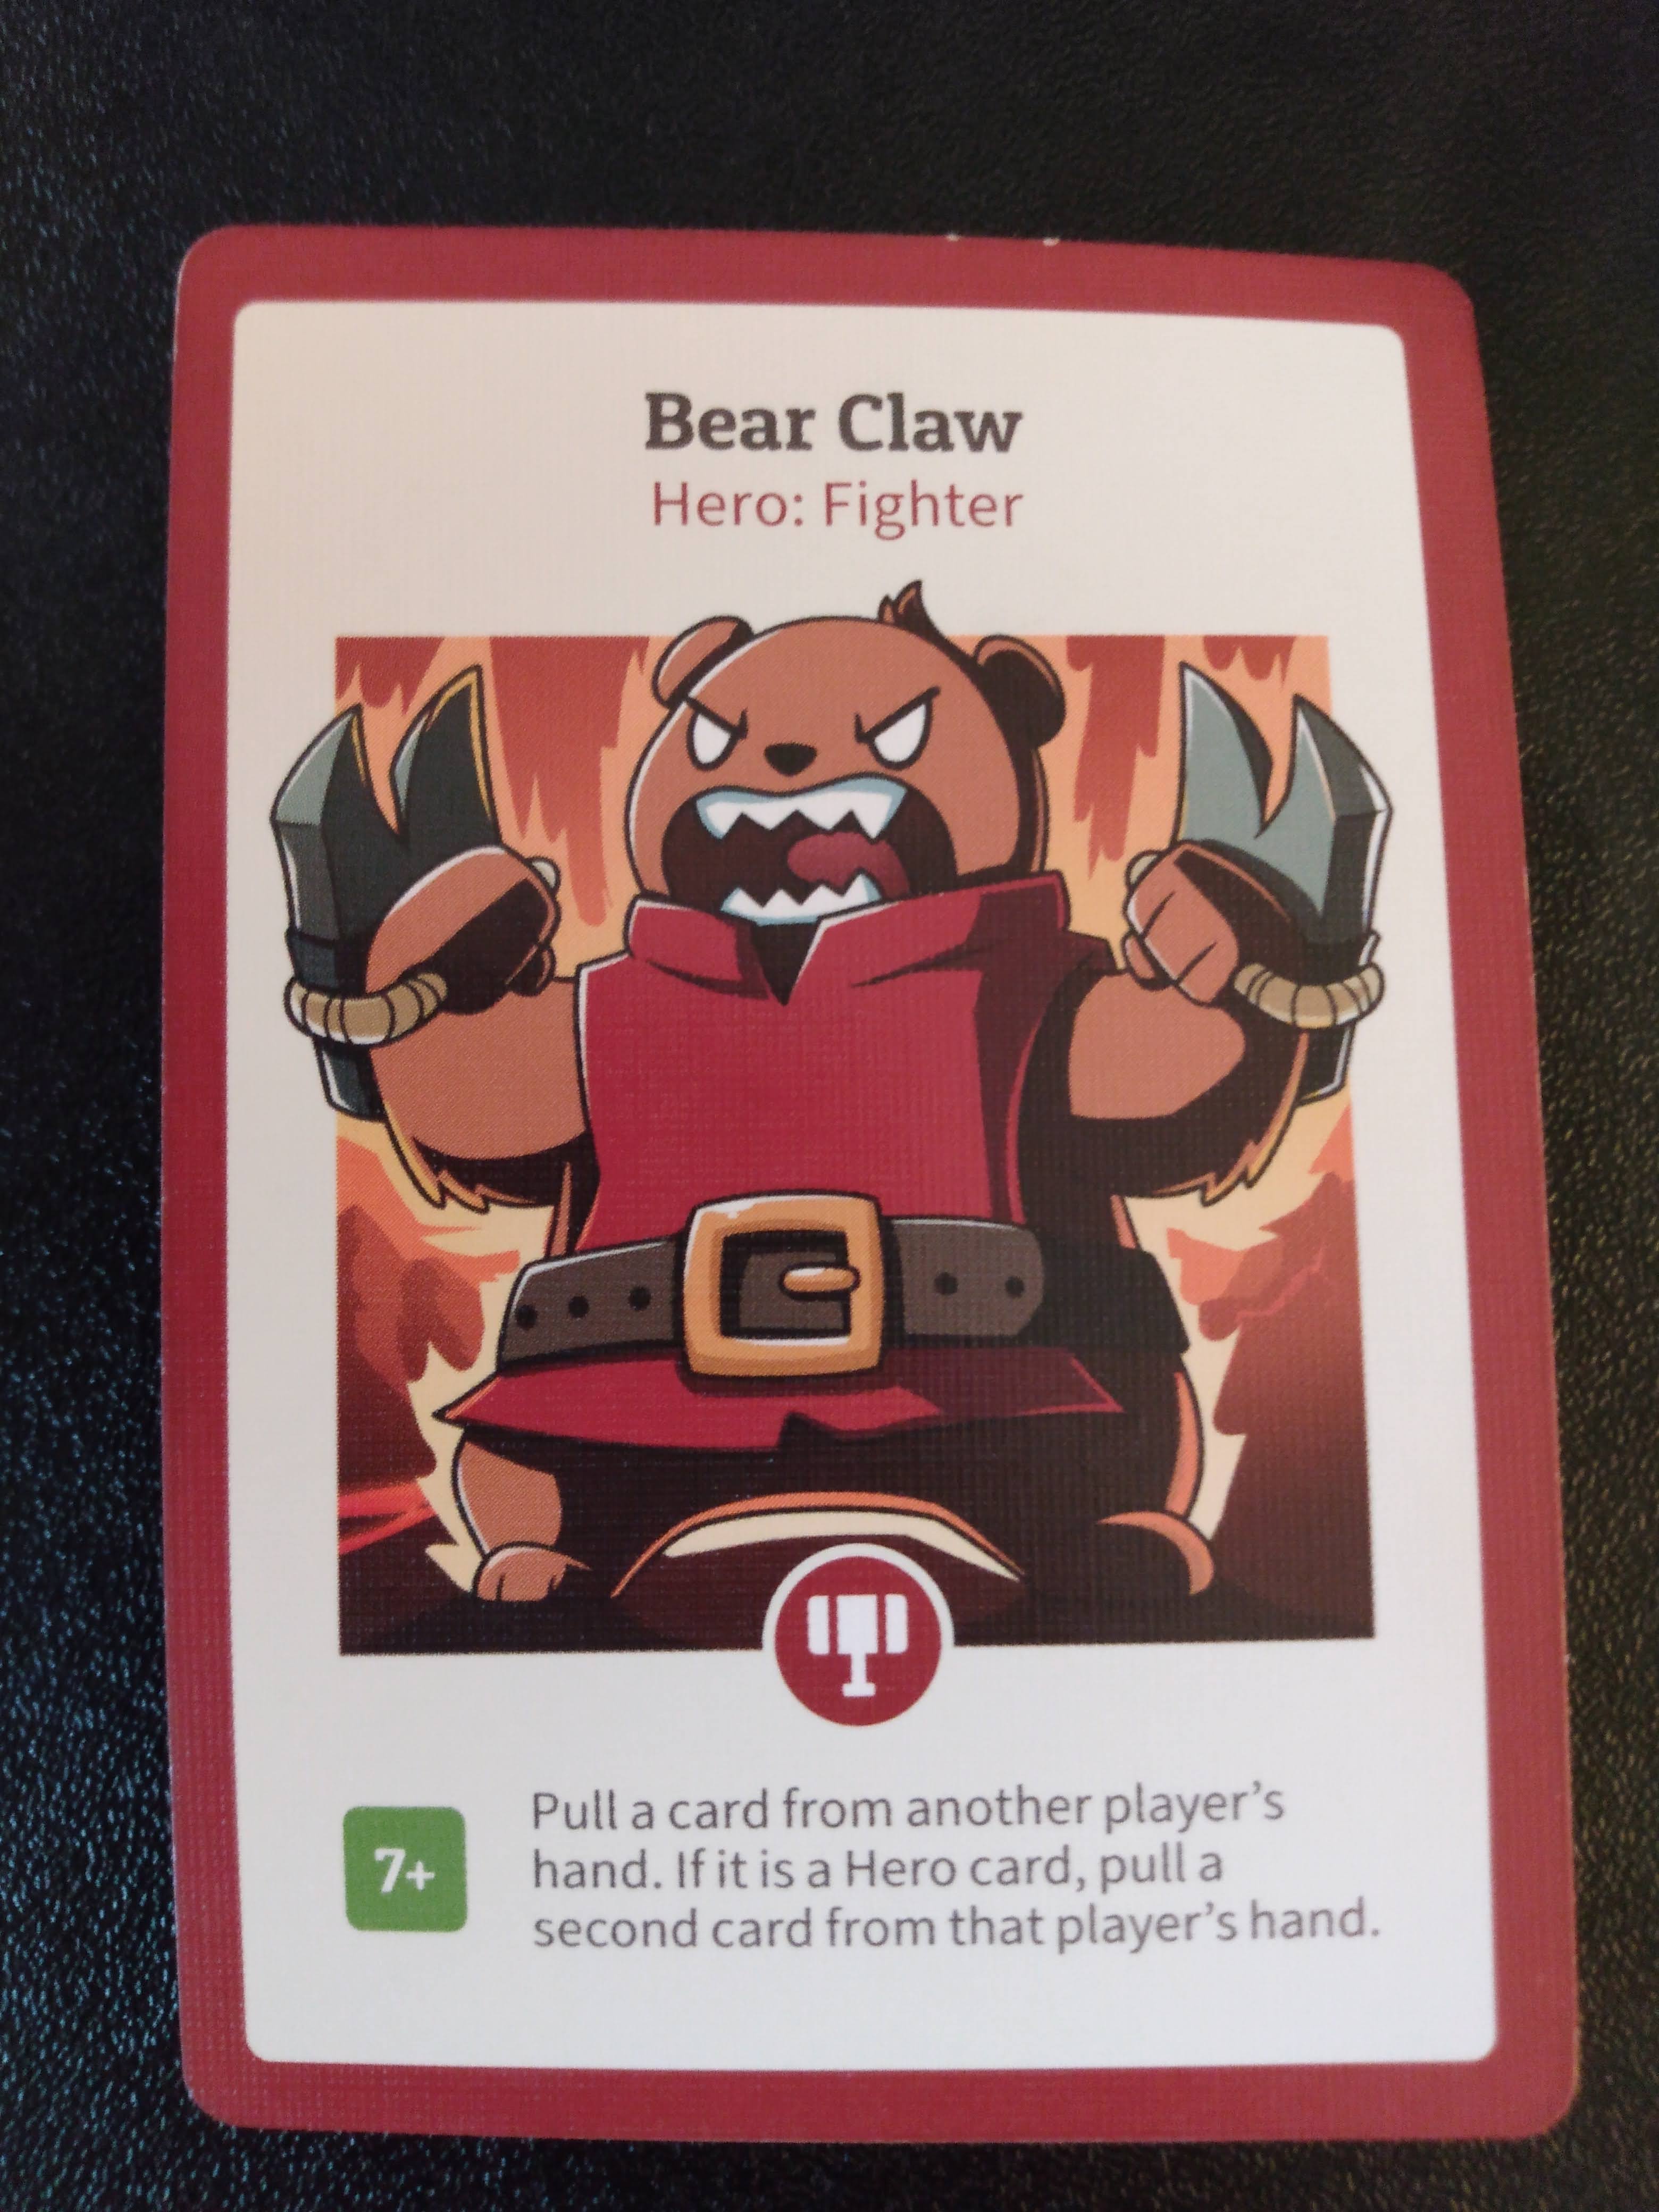 Bear Claw
Hero: Fighter
7+
Pull a card from another player's
hand. If it is a Hero card, pull a
second card from that player's hand.